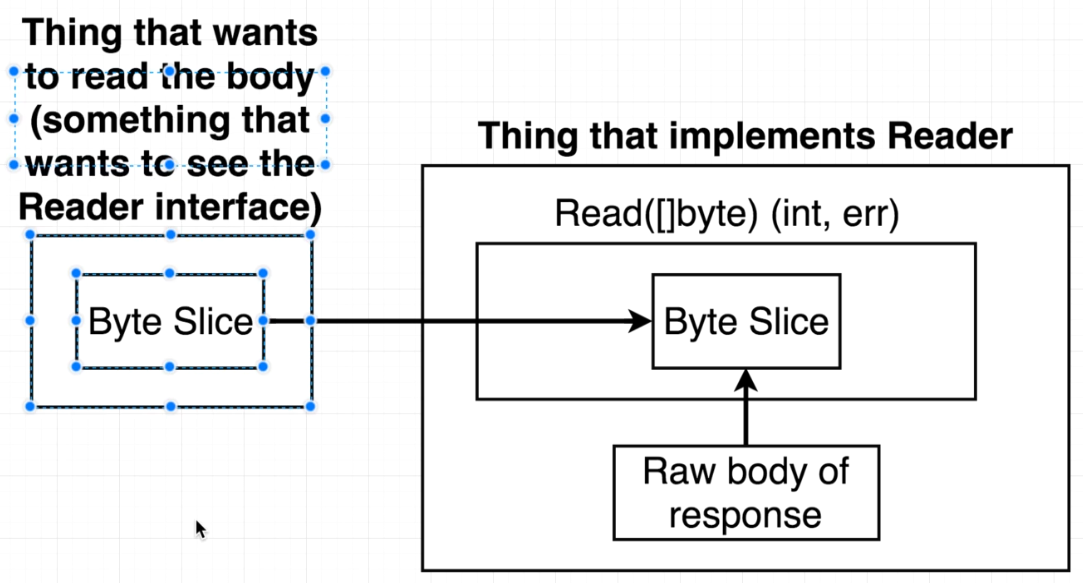 Thing that wants
to read the body
(something that
wants to see the
Reader interface)
Byte Slice
Thing that implements Reader
Read([]byte) (int, err)
Byte Slice
Raw body of
response